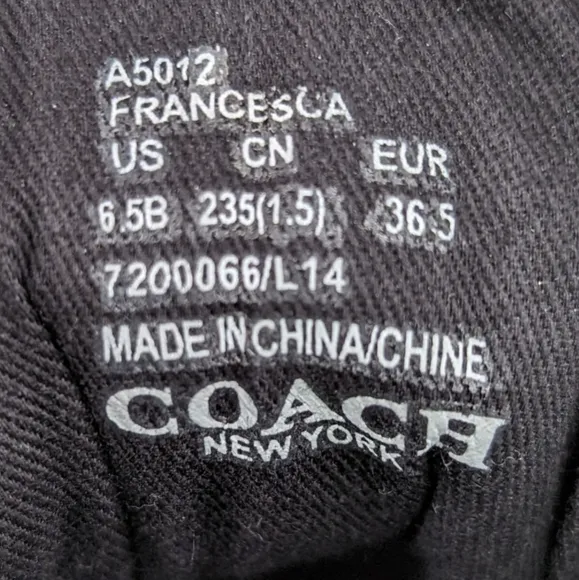 A5012
FRANCESCA
US CN EUR
6.5B 235(1.5) 36.5
7200066/L14
MADE IN CHINA/CHINE
COACH
NEW YORK